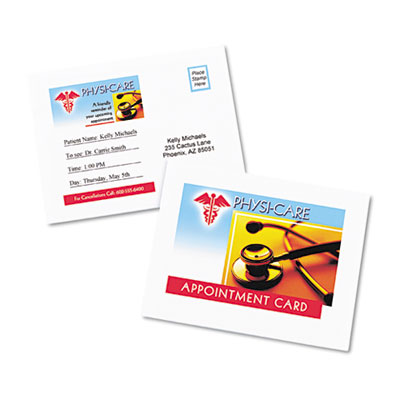 PHYSI-CARE
A friendly
reminder of
your upcoming
appointment
Patient Name: Kelly Michaels
To see: Dr. Carrie Smith
Time: 1:00 PM
Day: Thursday, May 5th
For Cancellations Call: (800) 555-6400
Place
Stamp
Here
Kelly Michaels
235 Cactus Lane
Phoenix, AZ 85051
PHYSI-CARE
APPOINTMENT CARD